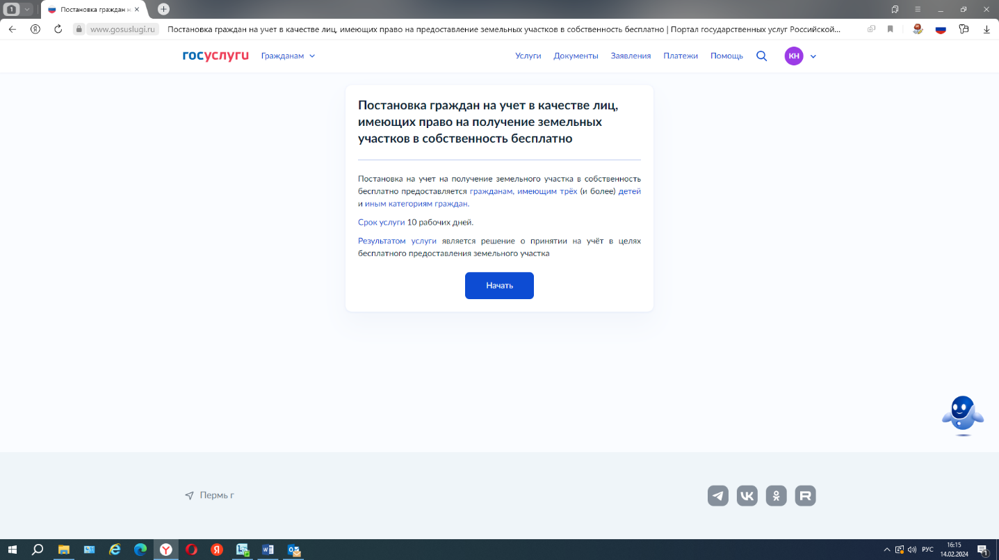 1
Постановка граждан н
www.gosuslugi.ru
Постановка граждан на учет в качестве лиц, имеющих право на предоставление земельных участков в собственность бесплатно | Портал государственных услуг Российской...
госуслуги
Гражданам
Услуги
Документы
Заявления
Платежи
Помощь
КН
Постановка граждан на учет в качестве лиц,
имеющих право на получение земельных
участков в собственность бесплатно
Постановка на учет на получение земельного участка в собственность
бесплатно предоставляется гражданам, имеющим трёх (и более) детей
и иным категориям граждан.
Срок услуги 10 рабочих дней.
Результатом услуги является решение о принятии на учёт в целях
бесплатного предоставления земельного участка
Начать
Пермь г
РУС
16:15
14.02.2024
1